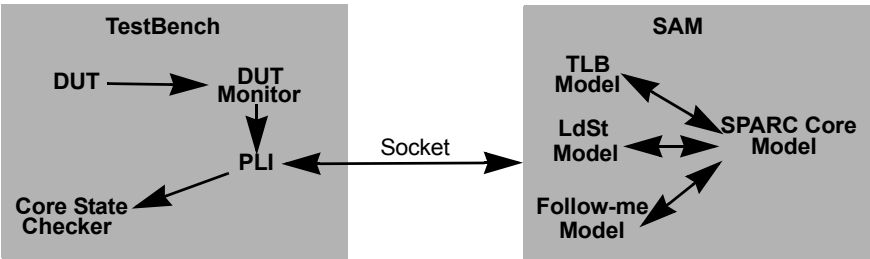 TestBench
DUT
DUT
Monitor
PLI
Core State
Checker
Socket
SAM
TLB
Model
LdSt
Model
SPARC Core
Model
Follow-me
Model